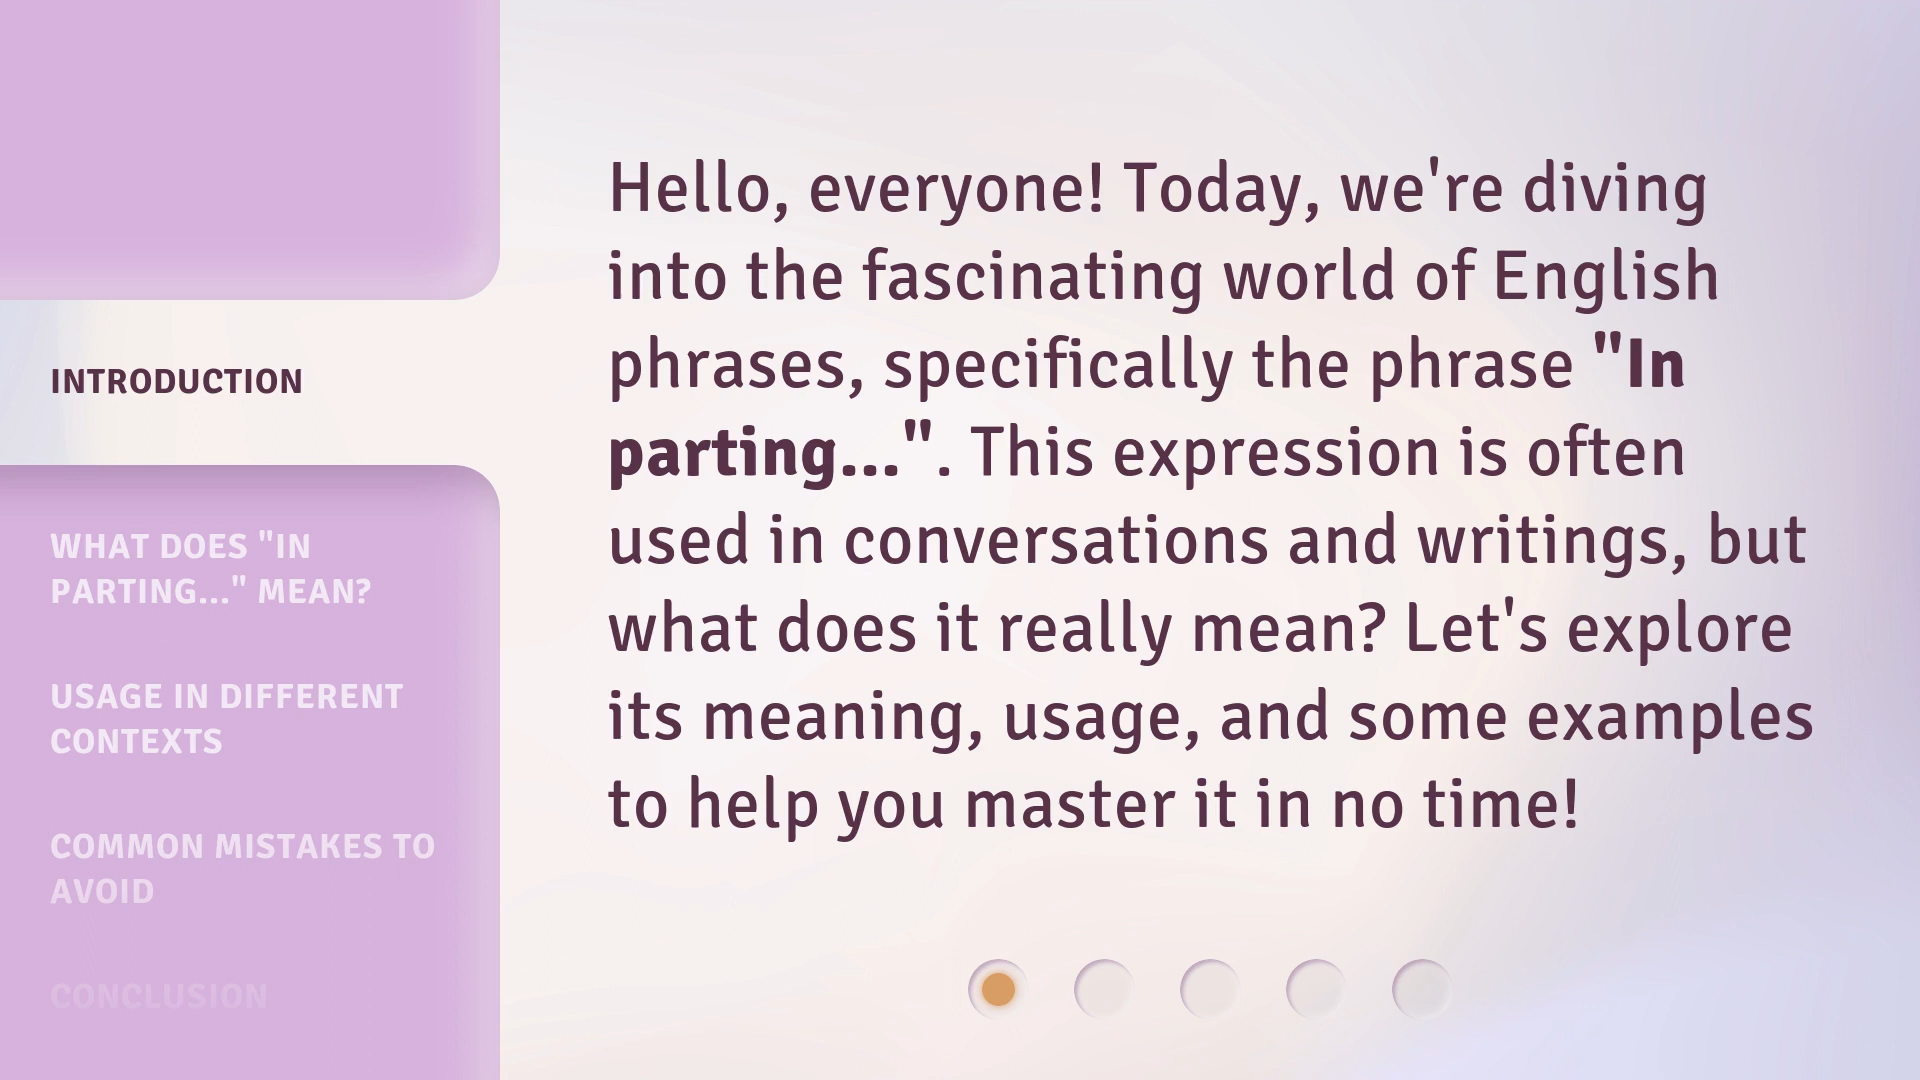 INTRODUCTION
WHAT DOES "IN
PARTING..." MEAN?
USAGE IN DIFFERENT
CONTEXTS
COMMON MISTAKES TO
AVOID
CONCLUSION
Hello, everyone! Today, we're diving
into the fascinating world of English
phrases, specifically the phrase "In
parting...". This expression is often
used in conversations and writings, but
what does it really mean? Let's explore
its meaning, usage, and some examples
to help you master it in no time!